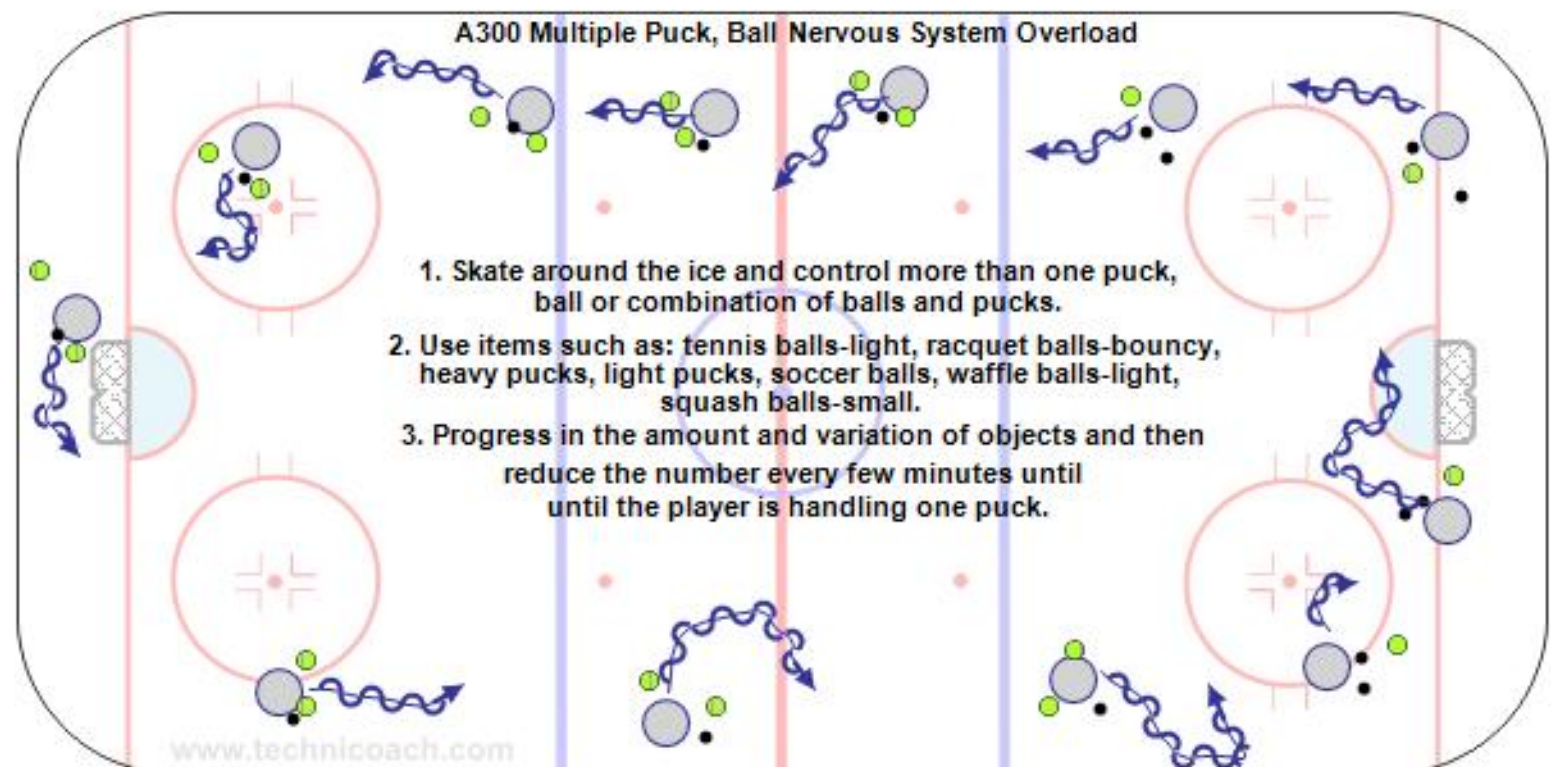 A300 Multiple Puck, Ball Nervous System Overload
1. Skate around the ice and control more than one puck,
ball or combination of balls and pucks.
2. Use items such as: tennis balls-light, racquet balls-bouncy,
heavy pucks, light pucks, soccer balls, waffle balls-light,
squash balls-small.
3. Progress in the amount and variation of objects and then
reduce the number every few minutes until
until the player is handling one puck.
www.technicoach.com